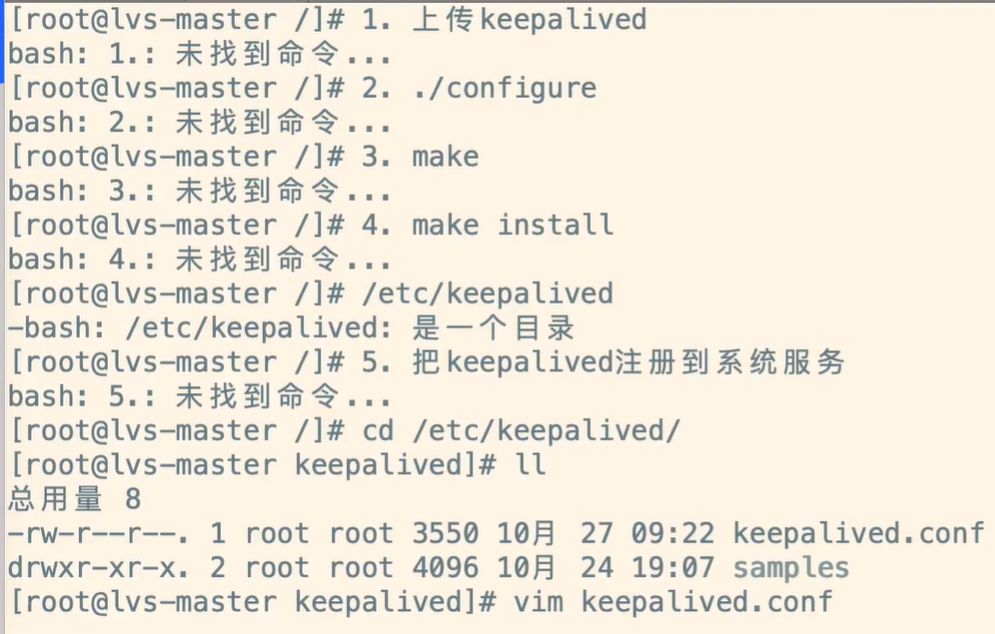 [root@lvs-master /]# 1. 上传keepalived
bash: 1.: 未找到命令...
[root@lvs-master /]# 2. ./configure
bash: 2.: 未找到命令...
[root@lvs-master /]# 3. make
bash: 3.: 未找到命令...
[root@lvs-master /]# 4. make install
bash: 4.: 未找到命令...
[root@lvs-master /]# /etc/keepalived
-bash: /etc/keepalived: 是一个目录
[root@lvs-master /]# 5. 把keepalived注册到系统服务
bash: 5.: 未找到命令...
[root@lvs-master /]# cd /etc/keepalived/
[root@lvs-master keepalived]# ll
总用量 8
-rw-r--r--. 1 root root 3550 10月 27 09:22 keepalived.conf
drwxr-xr-x. 2 root root 4096 10月 24 19:07 samples
[root@lvs-master keepalived]# vim keepalived.conf